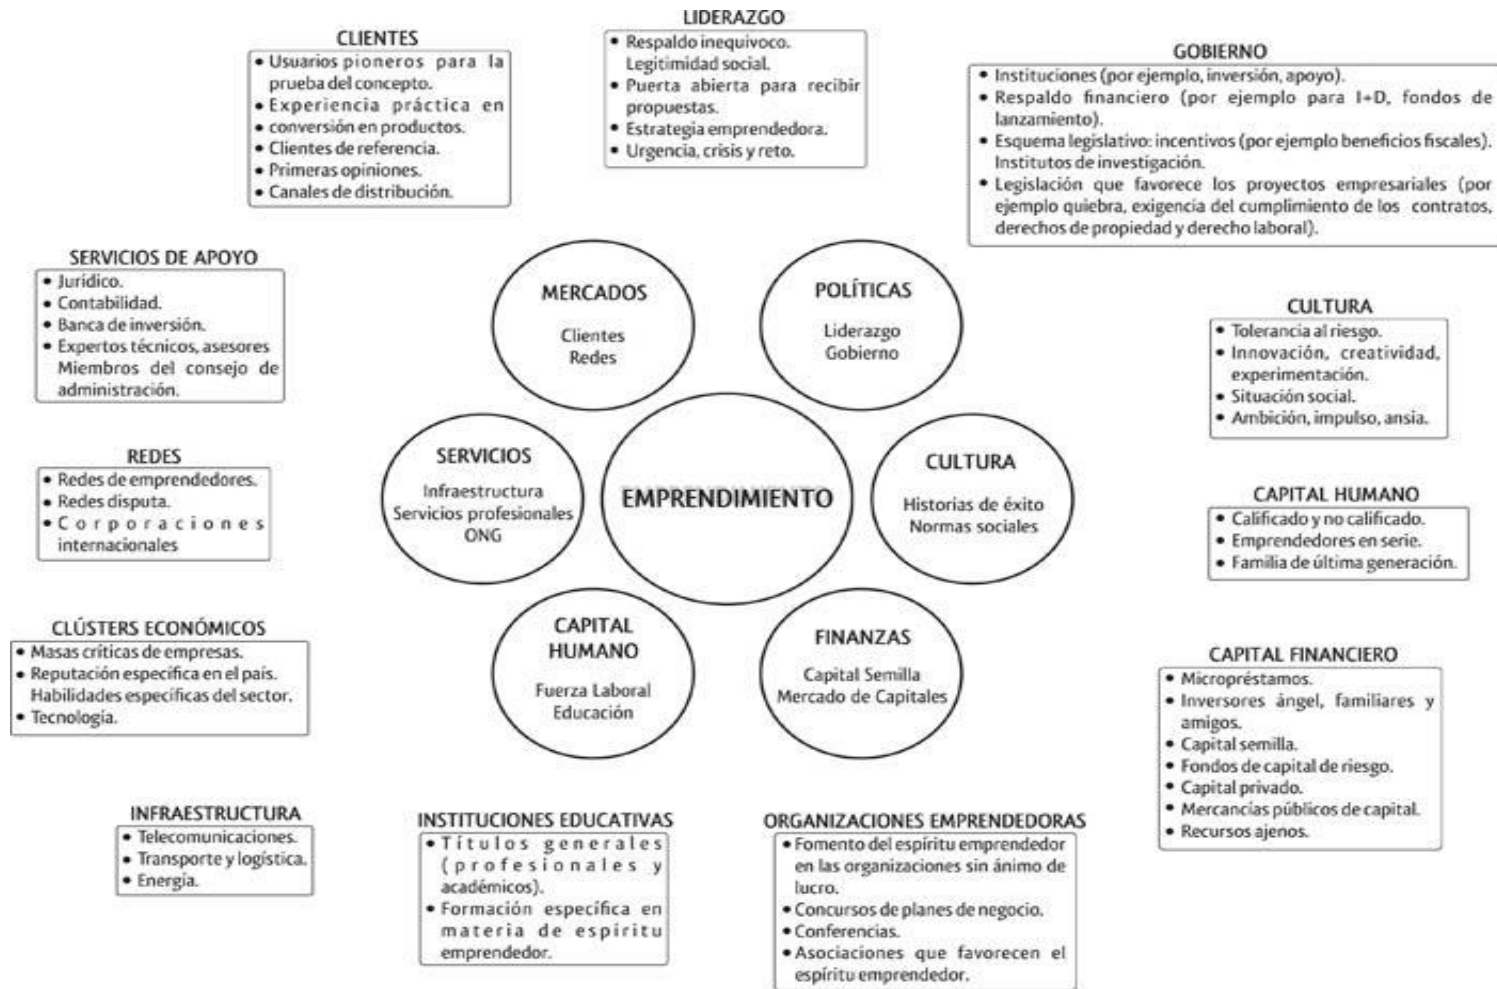 LIDERAZGO
• Respaldo inequivoco.
Legitimidad social.
• Puerta abierta para recibir
propuestas.
• Estrategia emprendedora.
• Urgencia, crisis y reto.
CLIENTES
• Usuarios pioneros para la
prueba del concepto.
• Experiencia práctica en
• conversión en productos.
• Clientes de referencia.
• Primeras opiniones.
• Canales de distribución.
GOBIERNO
• Instituciones (por ejemplo, inversión, apoyo).
• Respaldo financiero (por ejemplo para I+D, fondos de
lanzamiento).
• Esquema legislativo: incentivos (por ejemplo beneficios fiscales).
Institutos de investigación.
• Legislación que favorece los proyectos empresariales (por
ejemplo quiebra, exigencia del cumplimiento de los contratos,
derechos de propiedad y derecho laboral).
SERVICIOS DE APOYO
• Jurídico.
• Contabilidad.
• Banca de inversión.
• Expertos técnicos, asesores
Miembros del consejo de
administración.
MERCADOS
Clientes
Redes
POLÍTICAS
Liderazgo
Gobierno
CULTURA
• Tolerancia al riesgo.
• Innovación, creatividad,
experimentación.
• Situación social.
• Ambición, impulso, ansia.
REDES
• Redes de emprendedores.
• Redes disputa.
• Corporaciones
internacionales
SERVICIOS
Infraestructura
Servicios profesionales
ONG
EMPRENDIMIENTO
CULTURA
Historias de éxito
Normas sociales
CAPITAL HUMANO
• Calificado y no calificado.
• Emprendedores en serie.
• Familia de última generación.
CLÚSTERS ECONÓMICOS
• Masas críticas de empresas.
• Reputación específica en el país.
Habilidades específicas del sector.
• Tecnología.
CAPITAL
HUMANO
Fuerza Laboral
Educación
FINANZAS
Capital Semilla
Mercado de Capitales
CAPITAL FINANCIERO
• Micropréstamos.
• Inversores ángel, familiares y
amigos.
• Capital semilla.
• Fondos de capital de riesgo.
• Capital privado.
• Mercancías públicos de capital.
• Recursos ajenos.
INFRAESTRUCTURA
• Telecomunicaciones.
• Transporte y logística.
• Energía.
INSTITUCIONES EDUCATIVAS
• Títulos generales
(profesionales y
académicos).
• Formación específica en
materia de espíritu
emprendedor.
ORGANIZACIONES EMPRENDEDORAS
• Fomento del espíritu emprendedor
en las organizaciones sin ánimo de
lucro.
• Concursos de planes de negocio.
• Conferencias.
• Asociaciones que favorecen el
espíritu emprendedor.